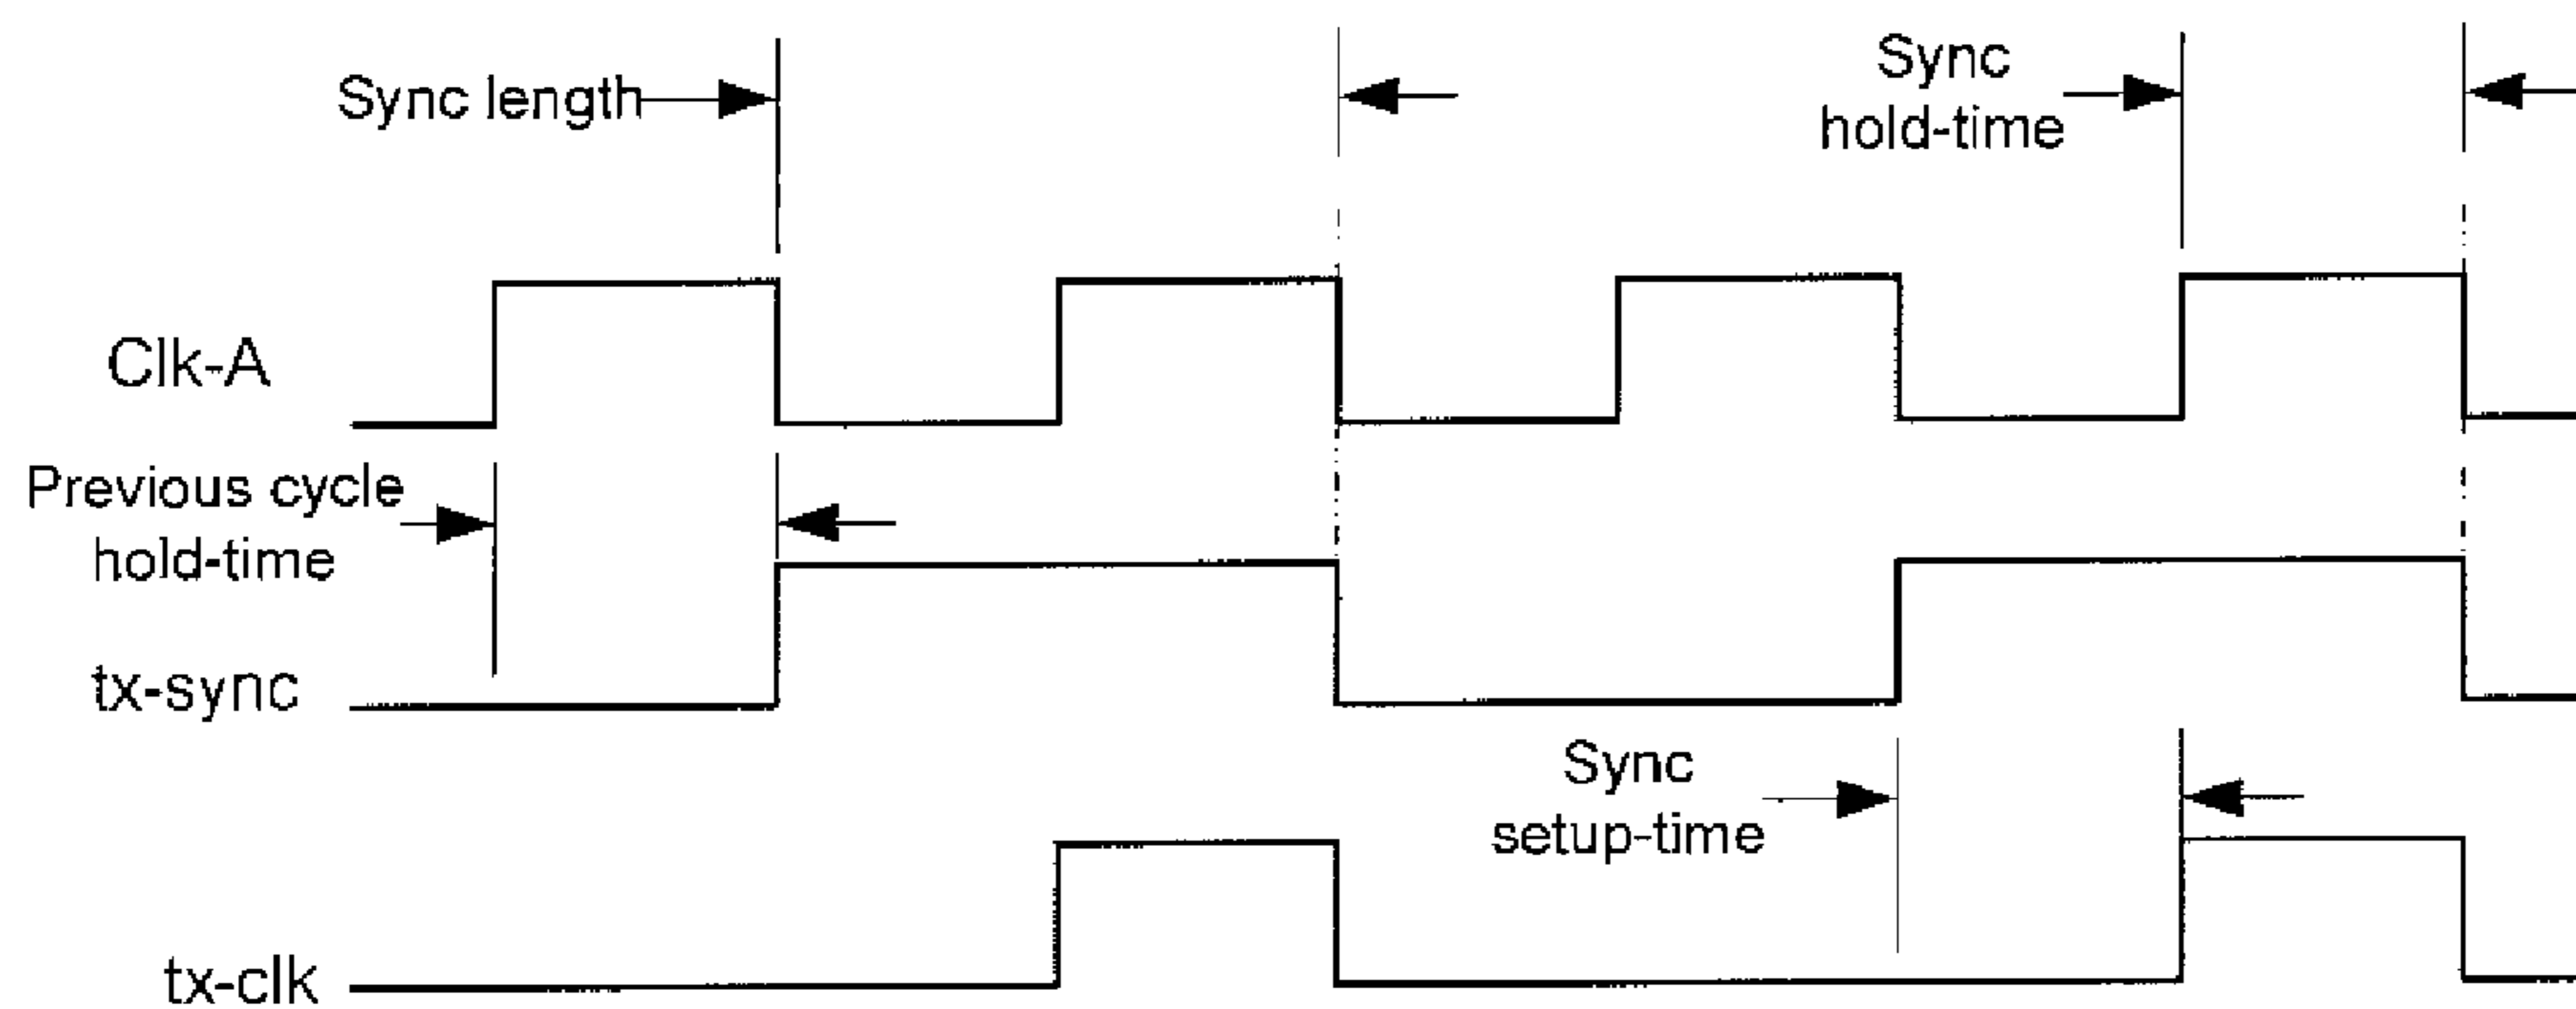 Sync length
Sync
hold-time
Clk-A
Previous cycle
hold-time
tx-sync
Sync
setup-time
tx-clk